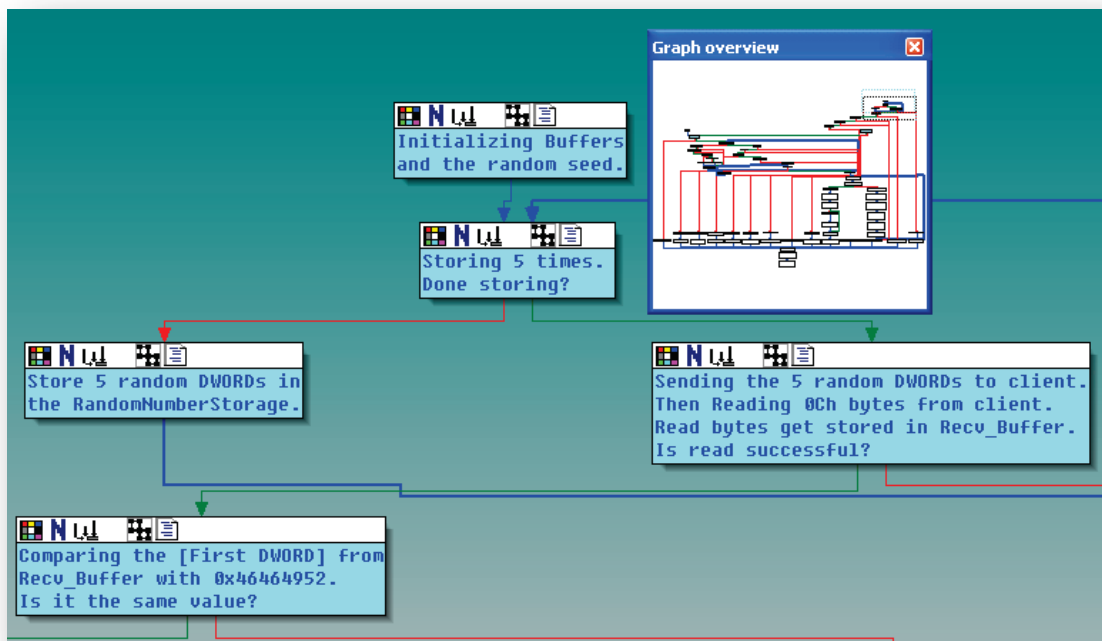 Graph overview
Initializing Buffers
and the random seed.
Storing 5 times.
Done storing?
Store 5 random DWORDs in
the RandomNumberStorage.
Sending the 5 random DWORDs to client.
Then Reading 0Ch bytes from client.
Read bytes get stored in Recv_Buffer.
Is read successful?
Comparing the [First DWORD] from
Recv_Buffer with 0x46464952.
Is it the same value?